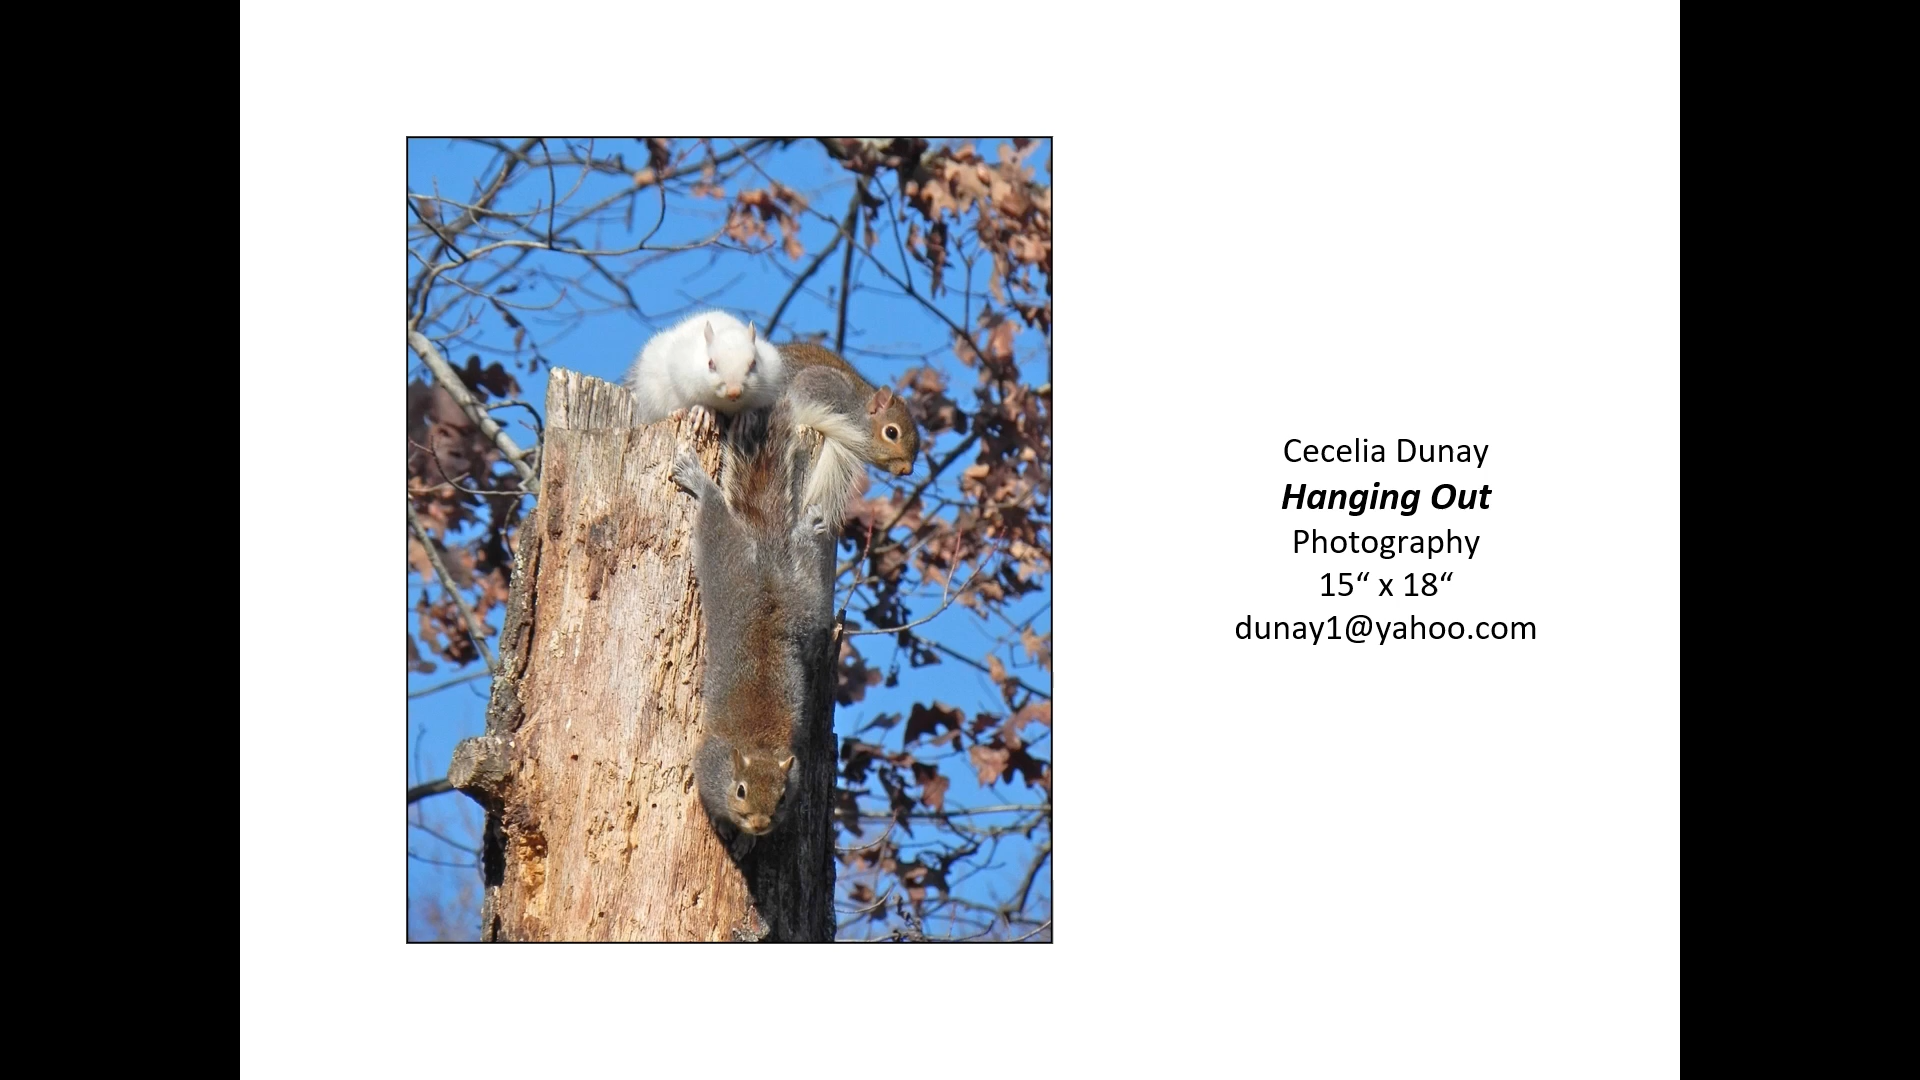 Cecelia Dunay
Hanging Out
Photography
15“ x 18“
dunay1@yahoo.com